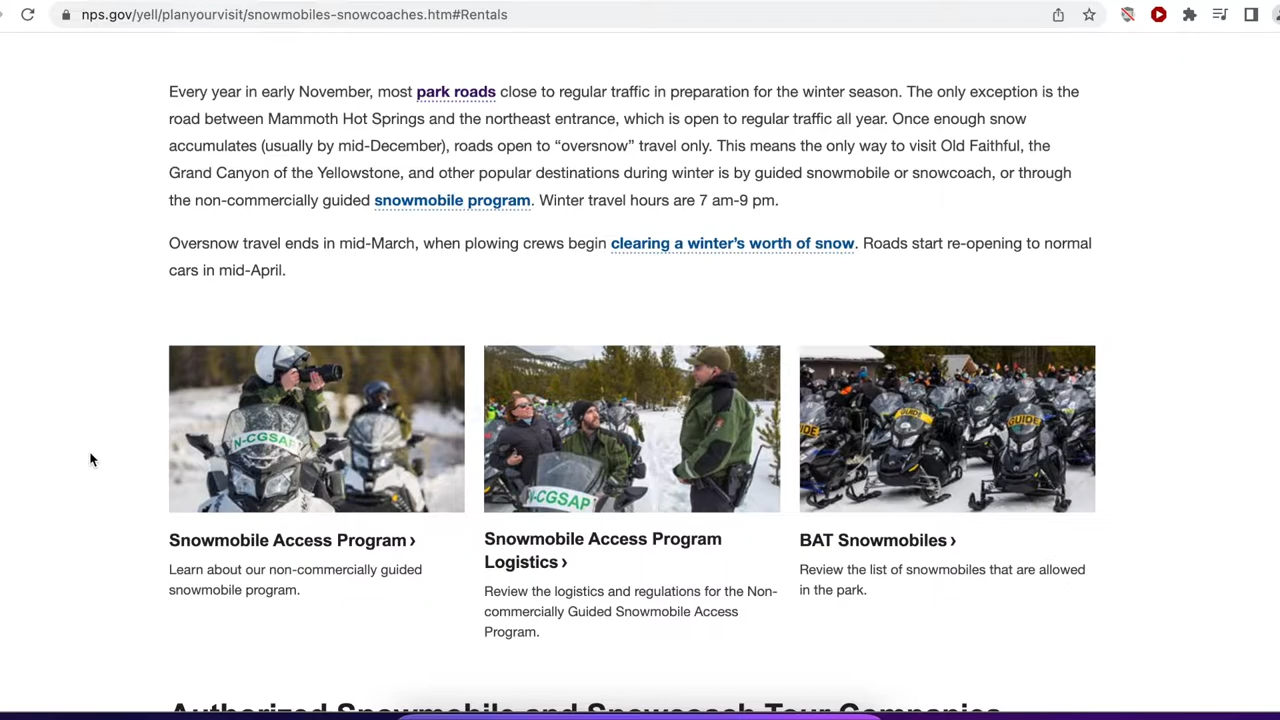 nps.gov/yell/planyourvisit/snowmobiles-snowcoaches.htm#Rentals
Every year in early November, most park roads close to regular traffic in preparation for the winter season. The only exception is the
road between Mammoth Hot Springs and the northeast entrance, which is open to regular traffic all year. Once enough snow
accumulates (usually by mid-December), roads open to “oversnow” travel only. This means the only way to visit Old Faithful, the
Grand Canyon of the Yellowstone, and other popular destinations during winter is by guided snowmobile or snowcoach, or through
the non-commercially guided snowmobile program. Winter travel hours are 7 am-9 pm.
Oversnow travel ends in mid-March, when plowing crews begin clearing a winter’s worth of snow. Roads start re-opening to normal
cars in mid-April.
N-CGSAP
N-CGSAP
GUIDE
GUIDE
Snowmobile Access Program ›
Learn about our non-commercially guided
snowmobile program.
Snowmobile Access Program
Logistics ›
Review the logistics and regulations for the Non-
commercially Guided Snowmobile Access
Program.
BAT Snowmobiles ›
Review the list of snowmobiles that are allowed
in the park.
Authorized Snowmobile and Snowcoach Tour Companies